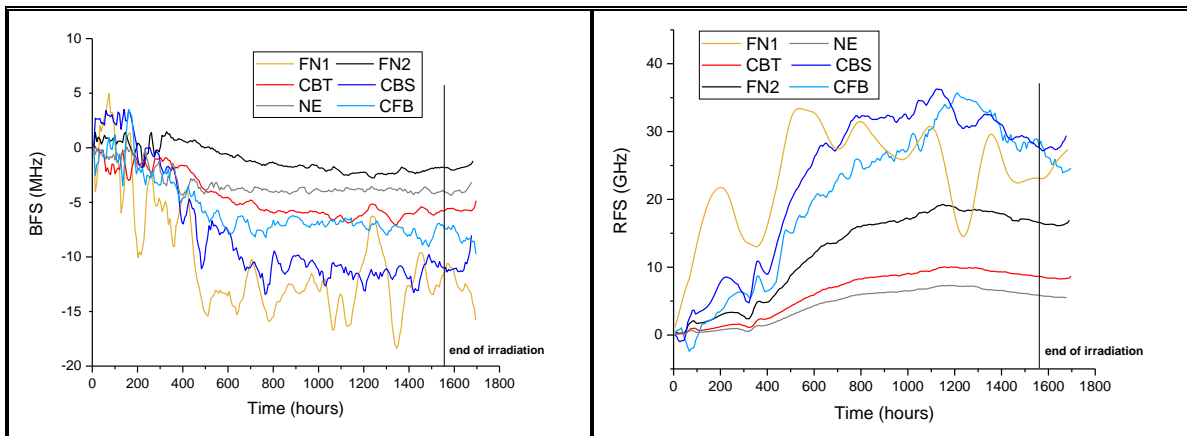 10
5
0
-5
-10
-15
-20
BFS (MHz)
FN1 FN2
CBT CBS
NE CFB
end of irradiation
0 200 400 600 800 1000 1200 1400 1600 1800
Time (hours)
40
30
20
10
0
RFS (GHz)
FN1 NE
CBT CBS
FN2 CFB
end of irradiation
0 200 400 600 800 1000 1200 1400 1600 1800
Time (hours)